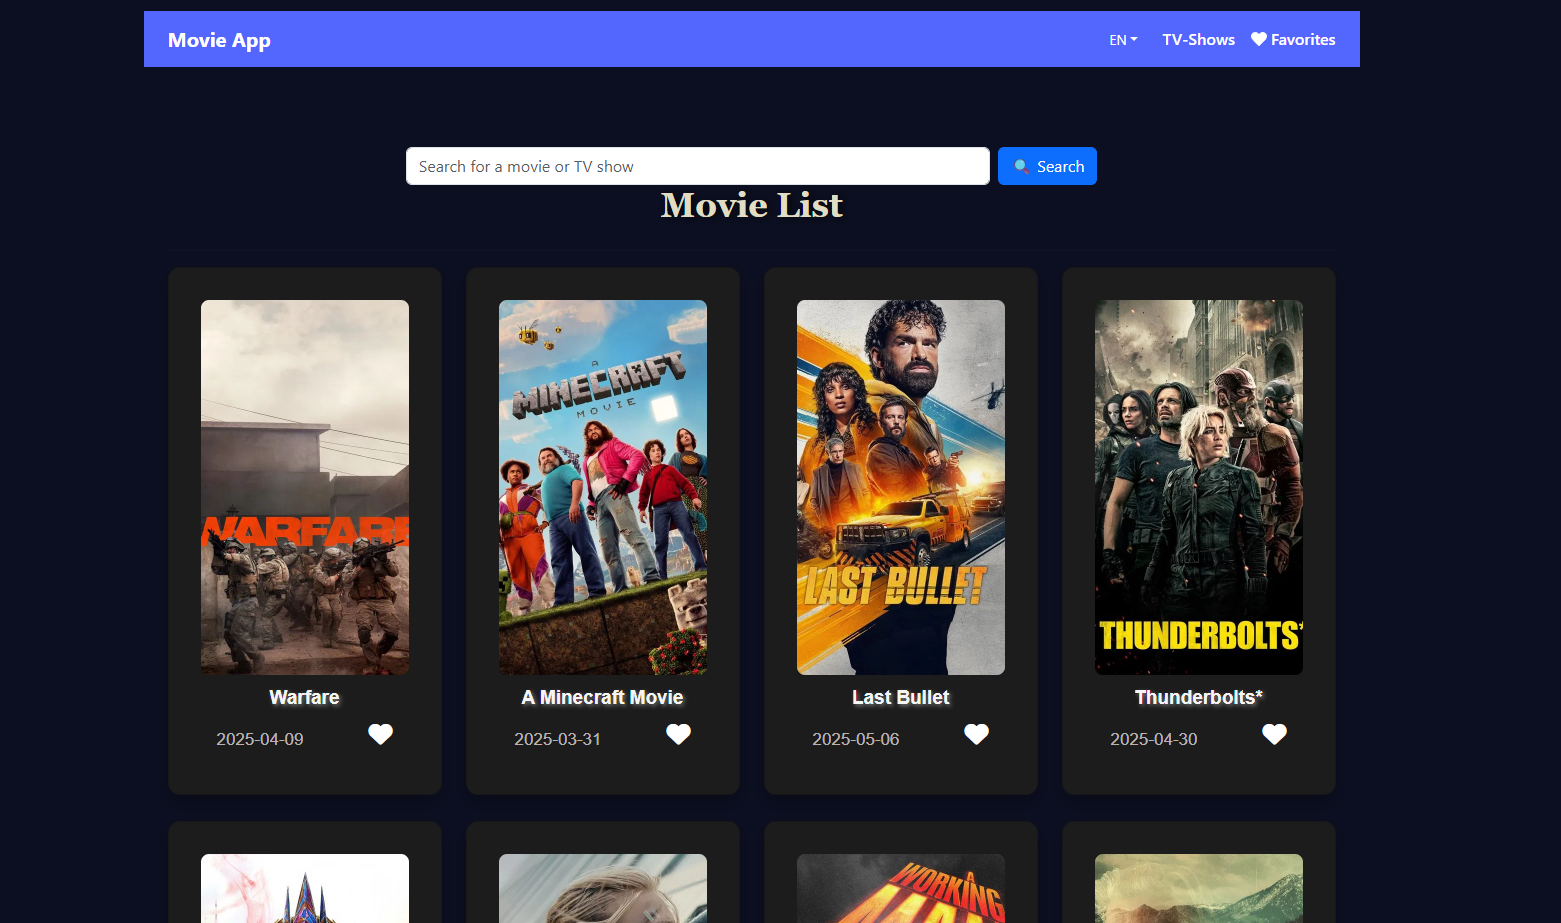 Movie App
EN
TV-Shows
Favorites
Search for a movie or TV show
Search
Movie List
WARFARE
A
MINECRAFT
MOVIE
LAST BULLET
THUNDERBOLTS*
Warfare
A Minecraft Movie
Last Bullet
Thunderbolts*
2025-04-09
2025-03-31
2025-05-06
2025-04-30
A
WORKING
MAN